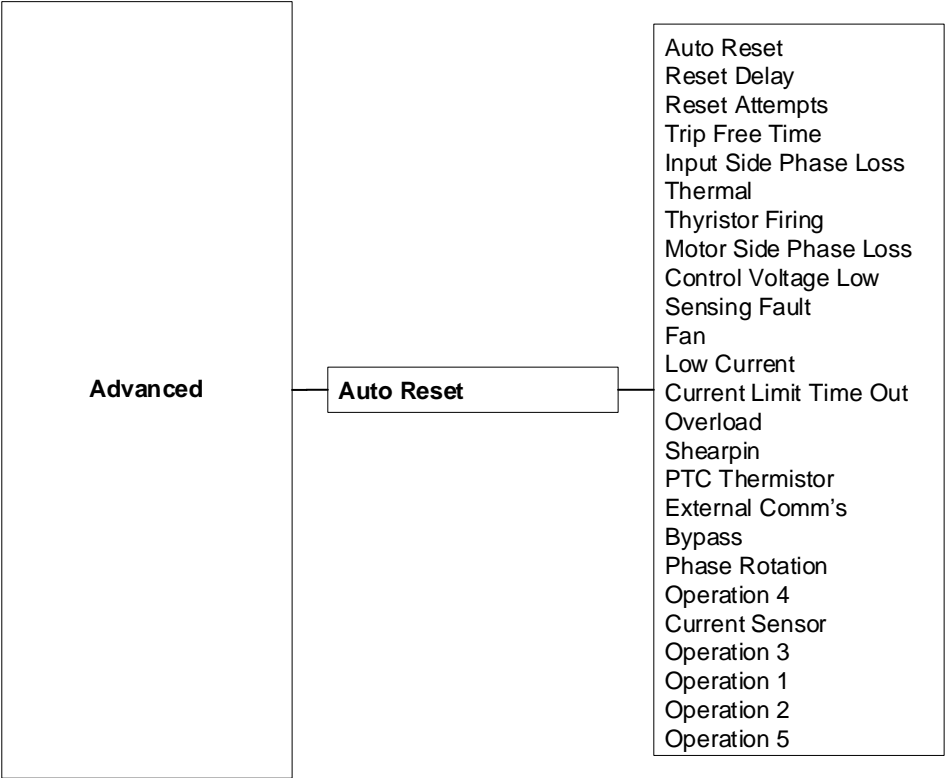 Advanced
Auto Reset
Auto Reset
Reset Delay
Reset Attempts
Trip Free Time
Input Side Phase Loss
Thermal
Thyristor Firing
Motor Side Phase Loss
Control Voltage Low
Sensing Fault
Fan
Low Current
Current Limit Time Out
Overload
Shearpin
PTC Thermistor
External Comm's
Bypass
Phase Rotation
Operation 4
Current Sensor
Operation 3
Operation 1
Operation 2
Operation 5